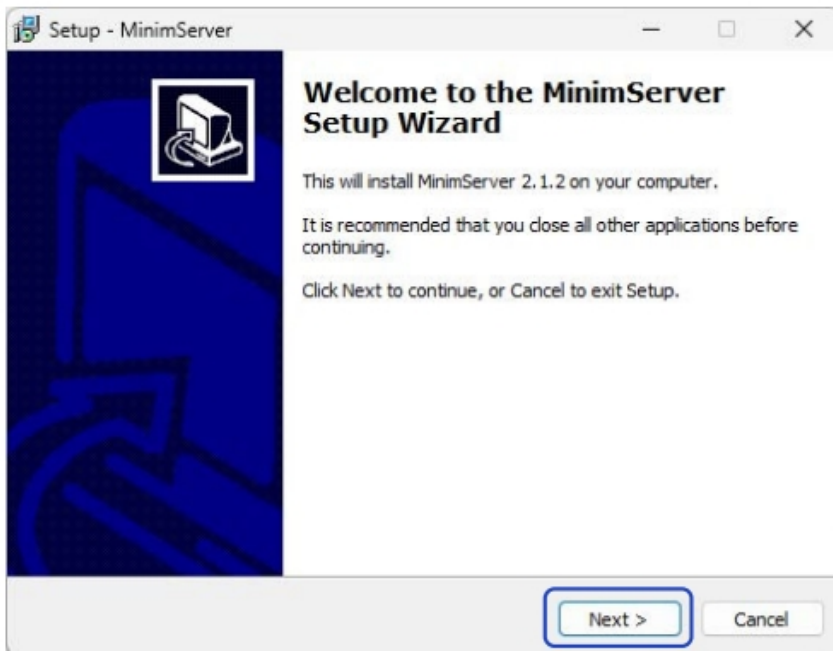 Setup - MinimServer
Welcome to the MinimServer
Setup Wizard
This will install MinimServer 2.1.2 on your computer.
It is recommended that you close all other applications before
continuing.
Click Next to continue, or Cancel to exit Setup.
Next >
Cancel